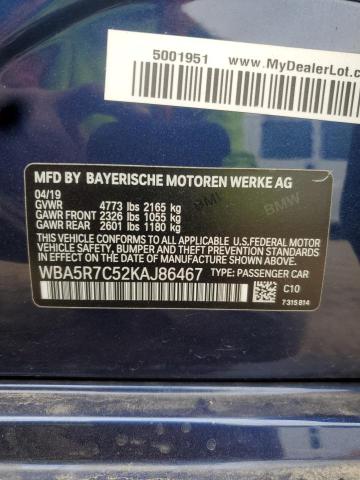 5001951
www.
MyDealerLot.co
MFD BY BAYERISCHE MOTOREN WERKE AG
04/19
GVWR 4773 lbs 2165 kg
GAWR FRONT 2326 lbs 1055 kg
GAWR REAR 2601 lbs 1180 kg
THIS VEHICLE CONFORMS TO ALL APPLICABLE U.S.FEDERAL MOTOR
VEHICLE SAFETY, BUMPER, AND THEFT PREVENTION STANDARDS
IN EFFECT ON THE DATE OF MANUFACTURE SHOWN ABOVE.
WBA5R7C52KAJ86467 TYPE: PASSENGER CAR
C10
7315814
BMW